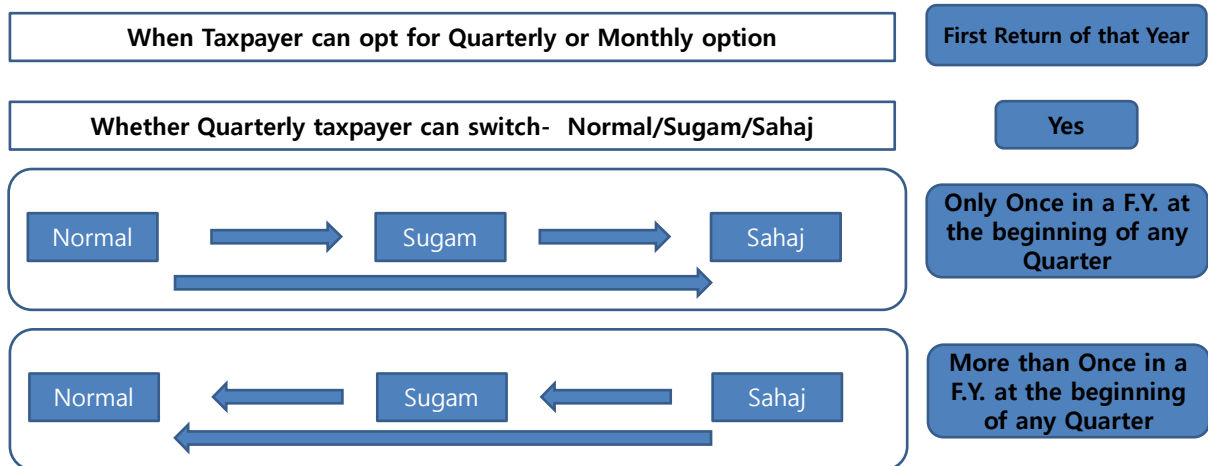 When Taxpayer can opt for Quarterly or Monthly option
First Return of that Year
Whether Quarterly taxpayer can switch- Normal/Sugam/Sahaj
Yes
Normal
Sugam
Sahaj
Only Once in a F.Y. at
the beginning of any
Quarter
Normal
Sugam
Sahaj
More than Once in a
F.Y. at the beginning
of any Quarter